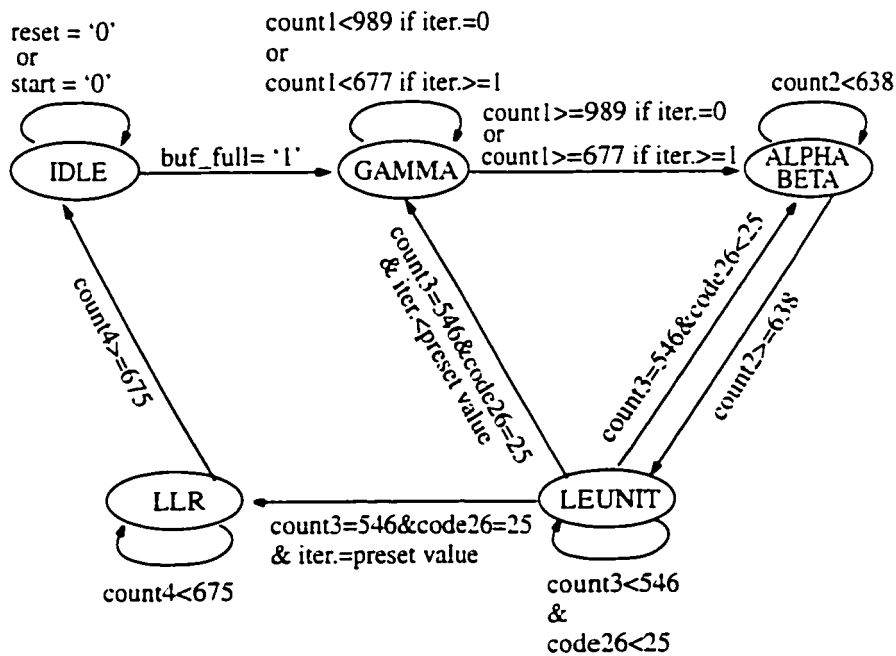 reset = ‘0’
or
start = ‘0’
count1<989 if iter.=0
or
count1<677 if iter.>=1
count2<638
count1>=989 if iter.=0
or
count1>=677 if iter.>=1
IDLE
buf_full= ‘1’
GAMMA
ALPHA
BETA
count4>=675
count3=546&code26=25
& iter.<preset value
count3=546&code26<25
count2>=638
LLR
LEUNIT
count3=546&code26=25
& iter.=preset value
count4<675
count3<546
&
code26<25